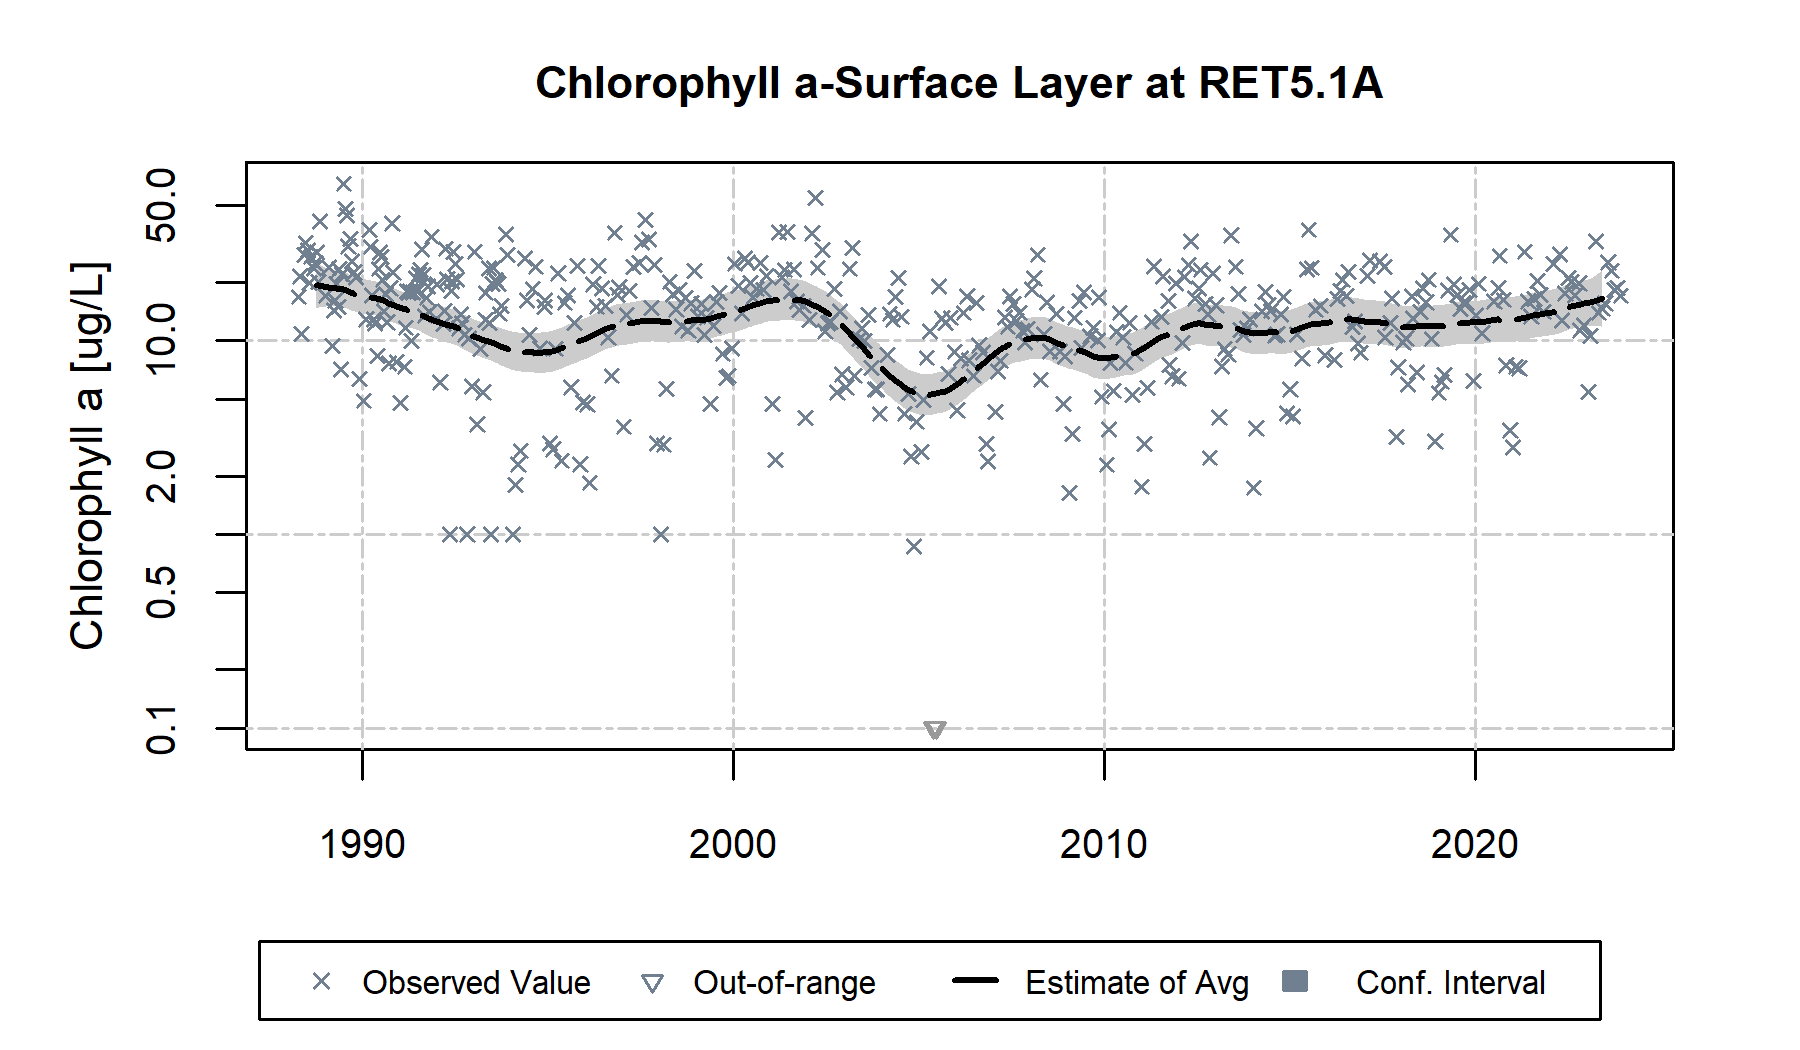 Chlorophyll a-Surface Layer at RET5.1A
Chlorophyll a [ug/L]
50.0
10.0
2.0
0.5
0.1
1990 2000 2010 2020
Observed Value Out-of-range Estimate of Avg Conf. Interval